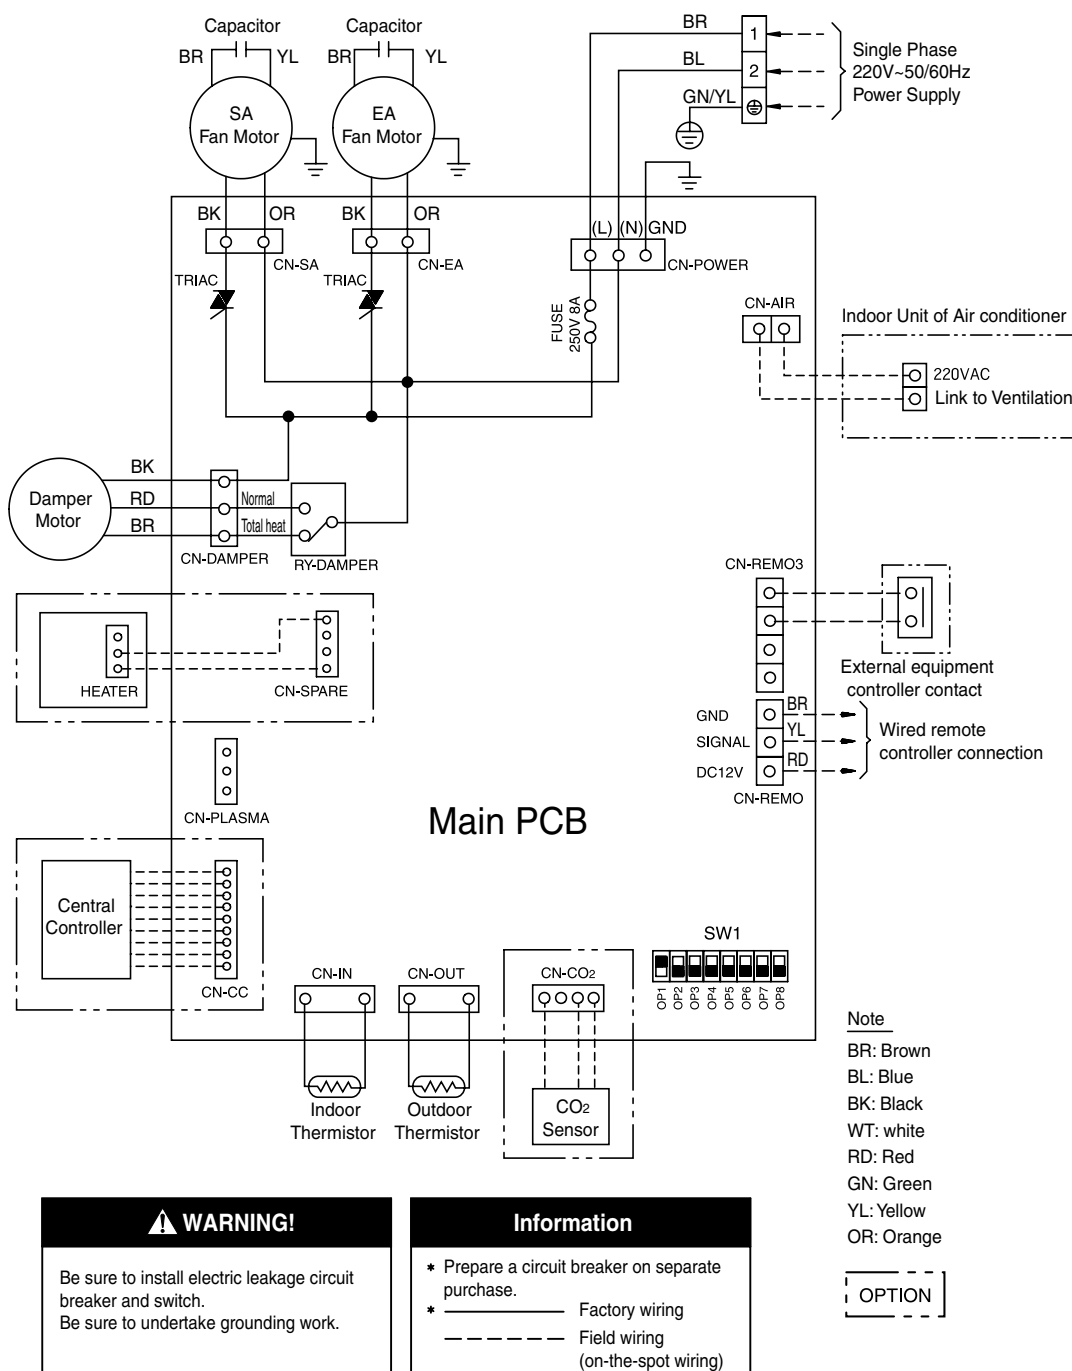 Capacitor
Capacitor
BR
YL
BR
YL
SA
Fan Motor
EA
Fan Motor
BR
BL
GN/YL
1
2
Single Phase
220V~50/60Hz
Power Supply
BK
OR
BK
OR
(L)
(N)
GND
CN-SA
CN-EA
CN-POWER
TRIAC
TRIAC
FUSE
250V 8A
CN-AIR
Indoor Unit of Air conditioner
220VAC
Link to Ventilation
Damper
Motor
BK
RD
BR
Normal
Total heat
CN-DAMPER
RY-DAMPER
CN-REMO3
External equipment
controller contact
HEATER
CN-SPARE
GND
BR
SIGNAL
YL
DC12V
RD
CN-REMO
Wired remote
controller connection
CN-PLASMA
Main PCB
Central
Controller
CN-CC
CN-IN
CN-OUT
CN-CO2
SW1
OP1
OP2
OP3
OP4
OP5
OP6
OP7
OP8
Indoor
Thermistor
Outdoor
Thermistor
CO2
Sensor
Note
BR: Brown
BL: Blue
BK: Black
WT: white
RD: Red
GN: Green
YL: Yellow
OR: Orange
OPTION
WARNING!
Be sure to install electric leakage circuit
breaker and switch.
Be sure to undertake grounding work.
Information
* Prepare a circuit breaker on separate
purchase.
* Factory wiring
Field wiring
(on-the-spot wiring)